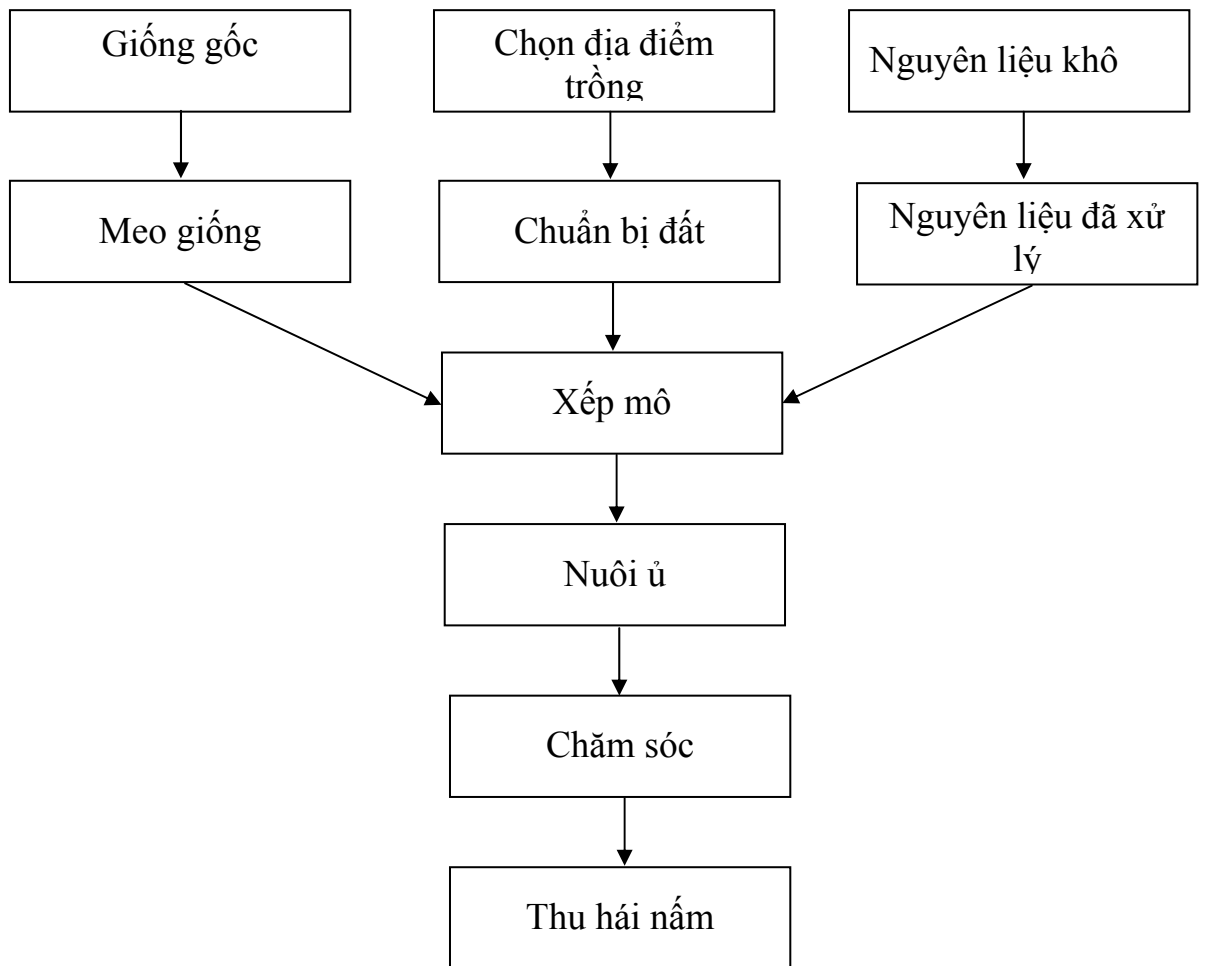 Giống gốc
Chọn địa điểm
trồng
Nguyên liệu khô
Meo giống
Chuẩn bị đất
Nguyên liệu đã xử
lý
Xếp mô
Nuôi ủ
Chăm sóc
Thu hái nấm